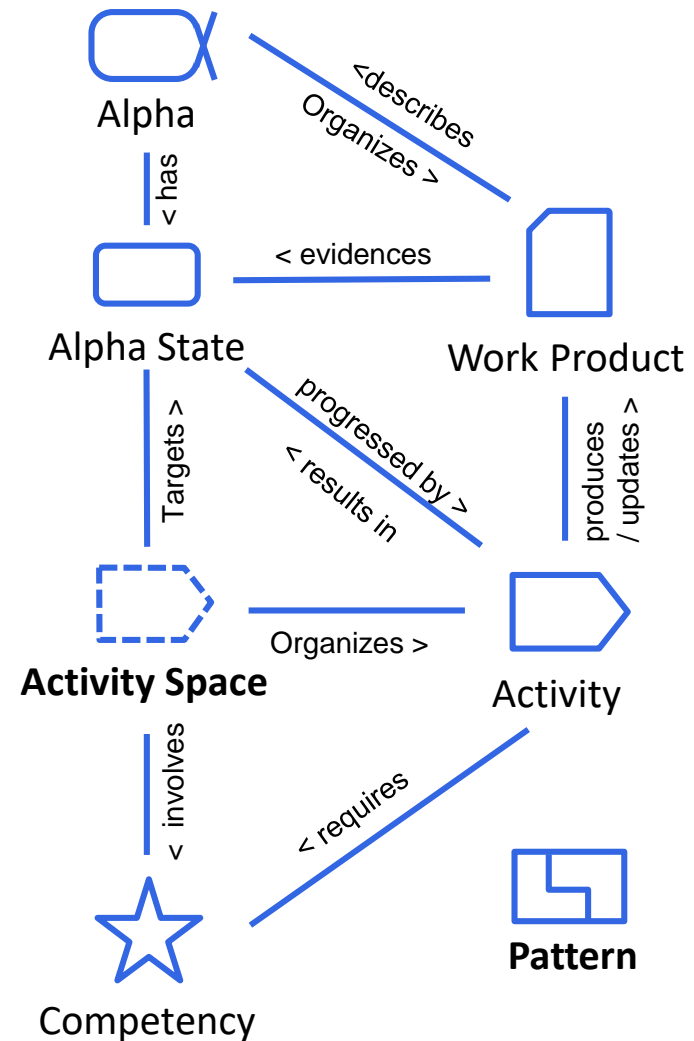 Alpha
<describes
Organizes >
< has
< evidences
Alpha State
Work Product
Targets >
progressed by >
< results in
produces
/ updates >
Organizes >
Activity Space
Activity
< involves
< requires
Pattern
Competency